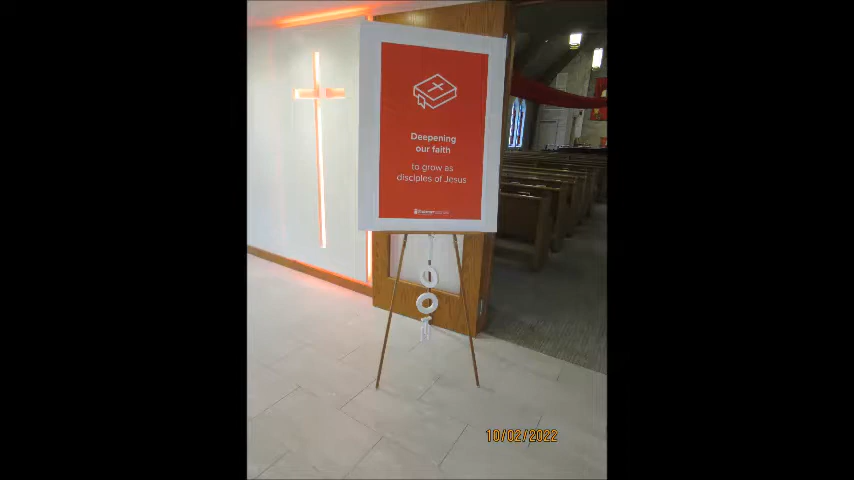 Deepening
our faith
to grow as
disciples of Jesus
10/02/2022